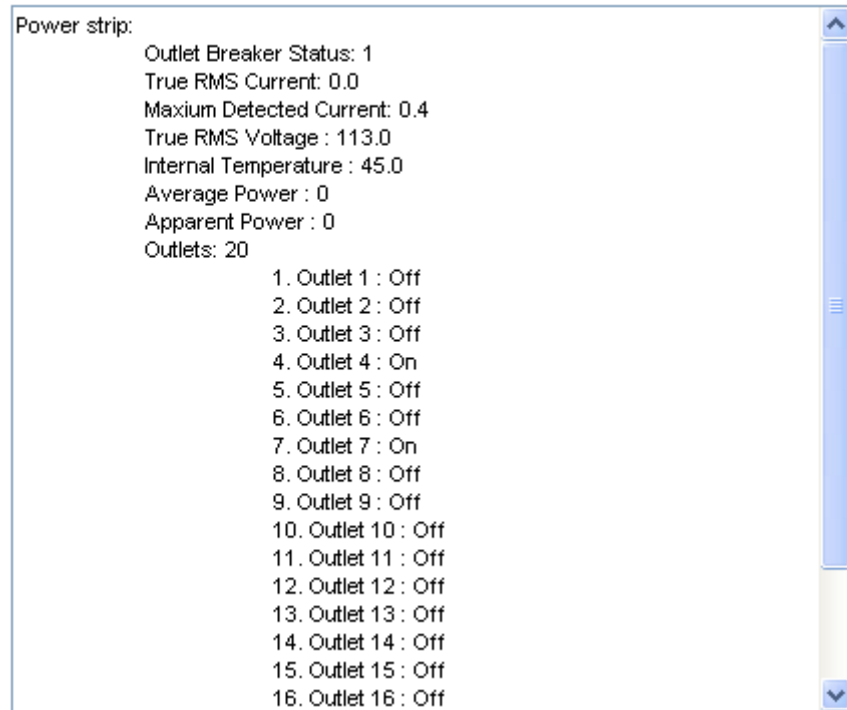 Power strip:
Outlet Breaker Status: 1
True RMS Current: 0.0
Maxium Detected Current: 0.4
True RMS Voltage : 113.0
Internal Temperature : 45.0
Average Power : 0
Apparent Power : 0
Outlets: 20
1. Outlet 1 : Off
2. Outlet 2 : Off
3. Outlet 3 : Off
4. Outlet 4 : On
5. Outlet 5 : Off
6. Outlet 6 : Off
7. Outlet 7 : On
8. Outlet 8 : Off
9. Outlet 9 : Off
10. Outlet 10 : Off
11. Outlet 11 : Off
12. Outlet 12 : Off
13. Outlet 13 : Off
14. Outlet 14 : Off
15. Outlet 15 : Off
16. Outlet 16 : Off